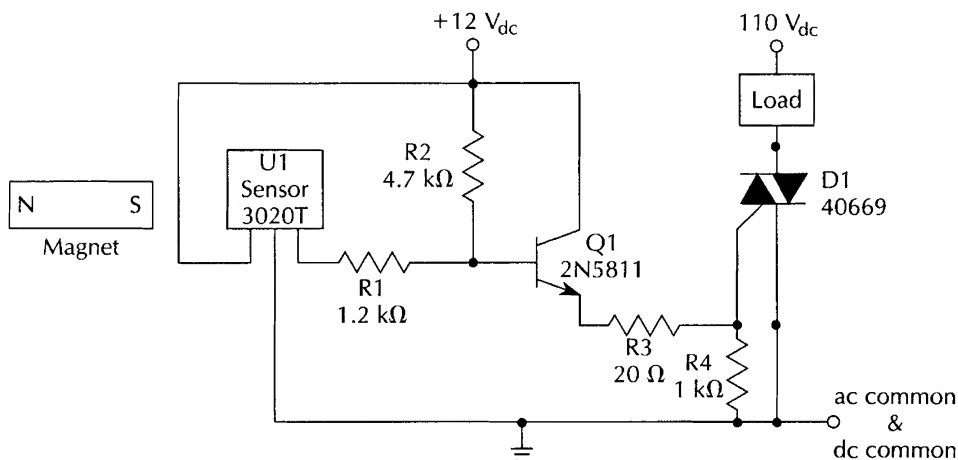 +12 Vdc
110 Vdc
Load
U1
Sensor
3020T
R2
4.7 kΩ
D1
40669
N S
Magnet
Q1
2N5811
R1
1.2 kΩ
R3
20 Ω
R4
1 kΩ
ac common
&
dc common